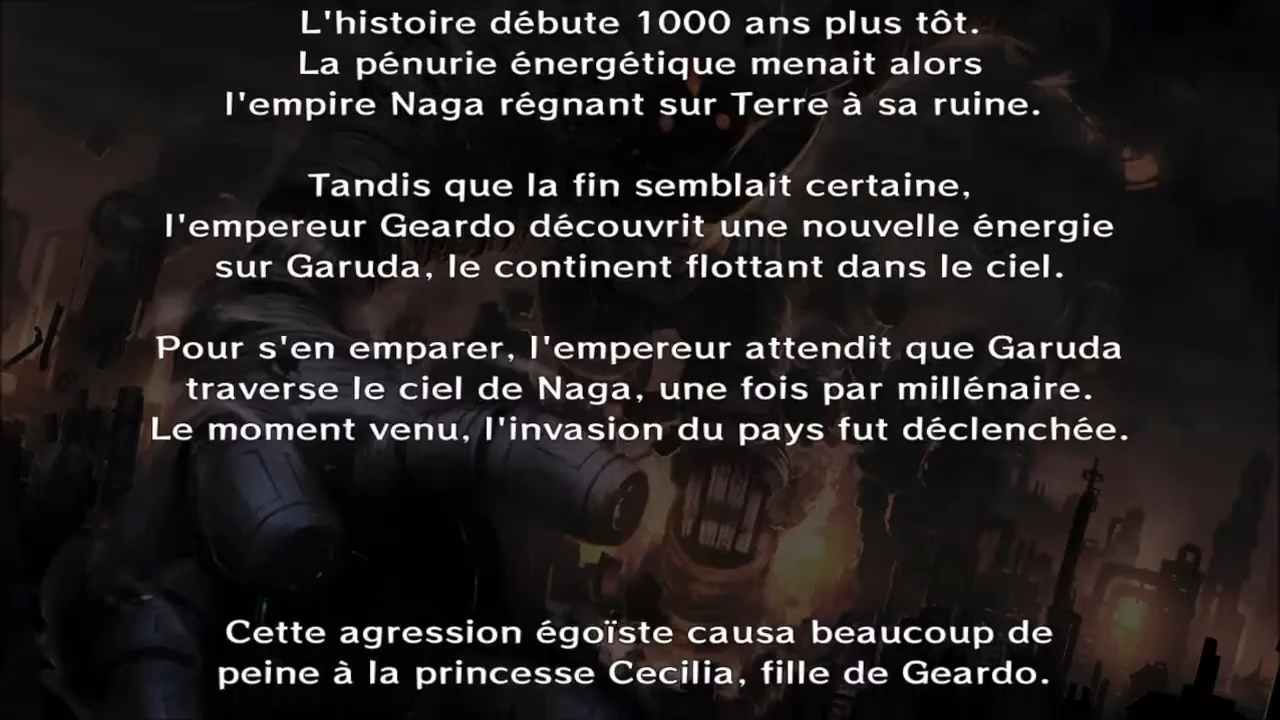 L'histoire débute 1000 ans plus tôt.
La pénurie énergétique menait alors
l'empire Naga régnant sur Terre à sa ruine.
Tandis que la fin semblait certaine,
l'empereur Geardo découvrit une nouvelle énergie
sur Garuda, le continent flottant dans le ciel.
Pour s'en emparer, l'empereur attendit que Garuda
traverse le ciel de Naga, une fois par millénaire.
Le moment venu, l'invasion du pays fut déclenchée.
Cette agression égoïste causa beaucoup de
peine à la princesse Cecilia, fille de Geardo.